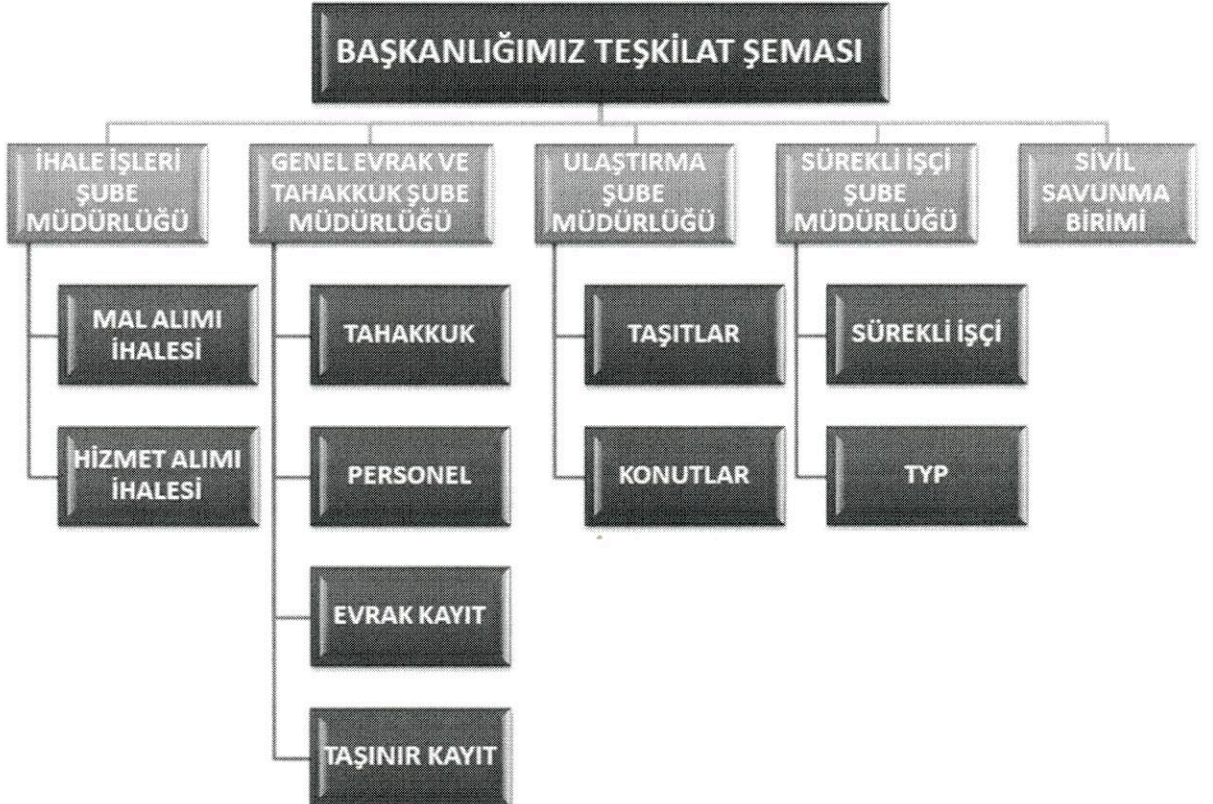 BAŞKANLIĞIMIZ TEŞKİLAT ŞEMASI
İHALE İŞLERİ
ŞUBE
MÜDÜRLÜĞÜ
GENEL EVRAK VE
TAHAKKUK ŞUBE
MÜDÜRLÜĞÜ
ULAŞTIRMA
ŞUBE
MÜDÜRLÜĞÜ
SÜREKLİ İŞÇİ
ŞUBE
MÜDÜRLÜĞÜ
SİVİL
SAVUNMA
BİRİMİ
MAL ALIMI
İHALESİ
HİZMET ALIMI
İHALESİ
TAHAKKUK
PERSONEL
EVRAK KAYIT
TAŞINIR KAYIT
TAŞITLAR
KONUTLAR
SÜREKLİ İŞÇİ
TYP